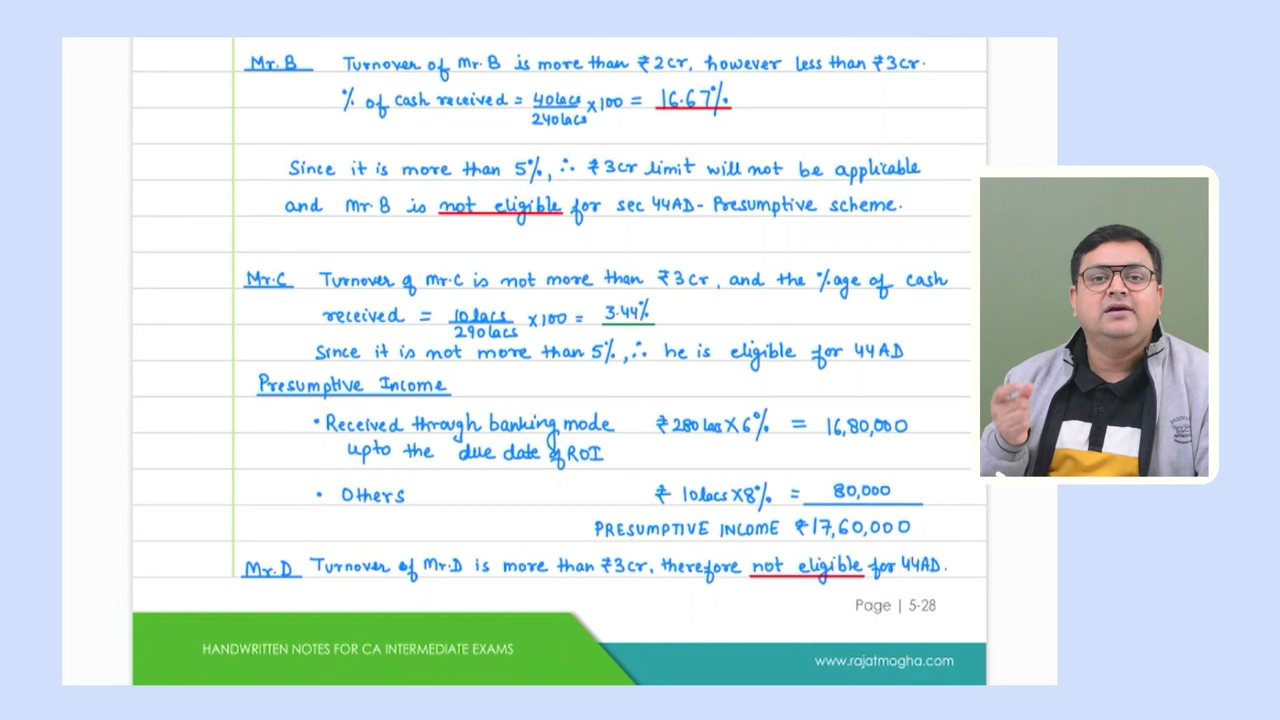 Mr.B Turnover of Mr.B is more than ₹2cr, however less than ₹3cr.
% of cash received = 40lacs/240lacs x100 = 16.67%
Since it is more than 5%, ∴ ₹3cr limit will not be applicable
and Mr.B is not eligible for sec 44AD-Presumptive scheme.
Mr.C Turnover of Mr.C is not more than ₹3Cr, and the %age of cash
received = 10lacs/290lacs x100 = 3.44%
Since it is not more than 5%, ∴ he is eligible for 44AD
Presumptive Income
• Received through banking mode ₹280lacs X 6% = 16,80,000
upto the due date of ROI
• Others ₹ 10lacs X 8% = 80,000
PRESUMPTIVE INCOME ₹17,60,000
Mr.D Turnover of Mr.D is more than ₹3cr, therefore not eligible for 44AD.
Page | 5-28
HANDWRITTEN NOTES FOR CA INTERMEDIATE EXAMS
www.rajatmogha.com